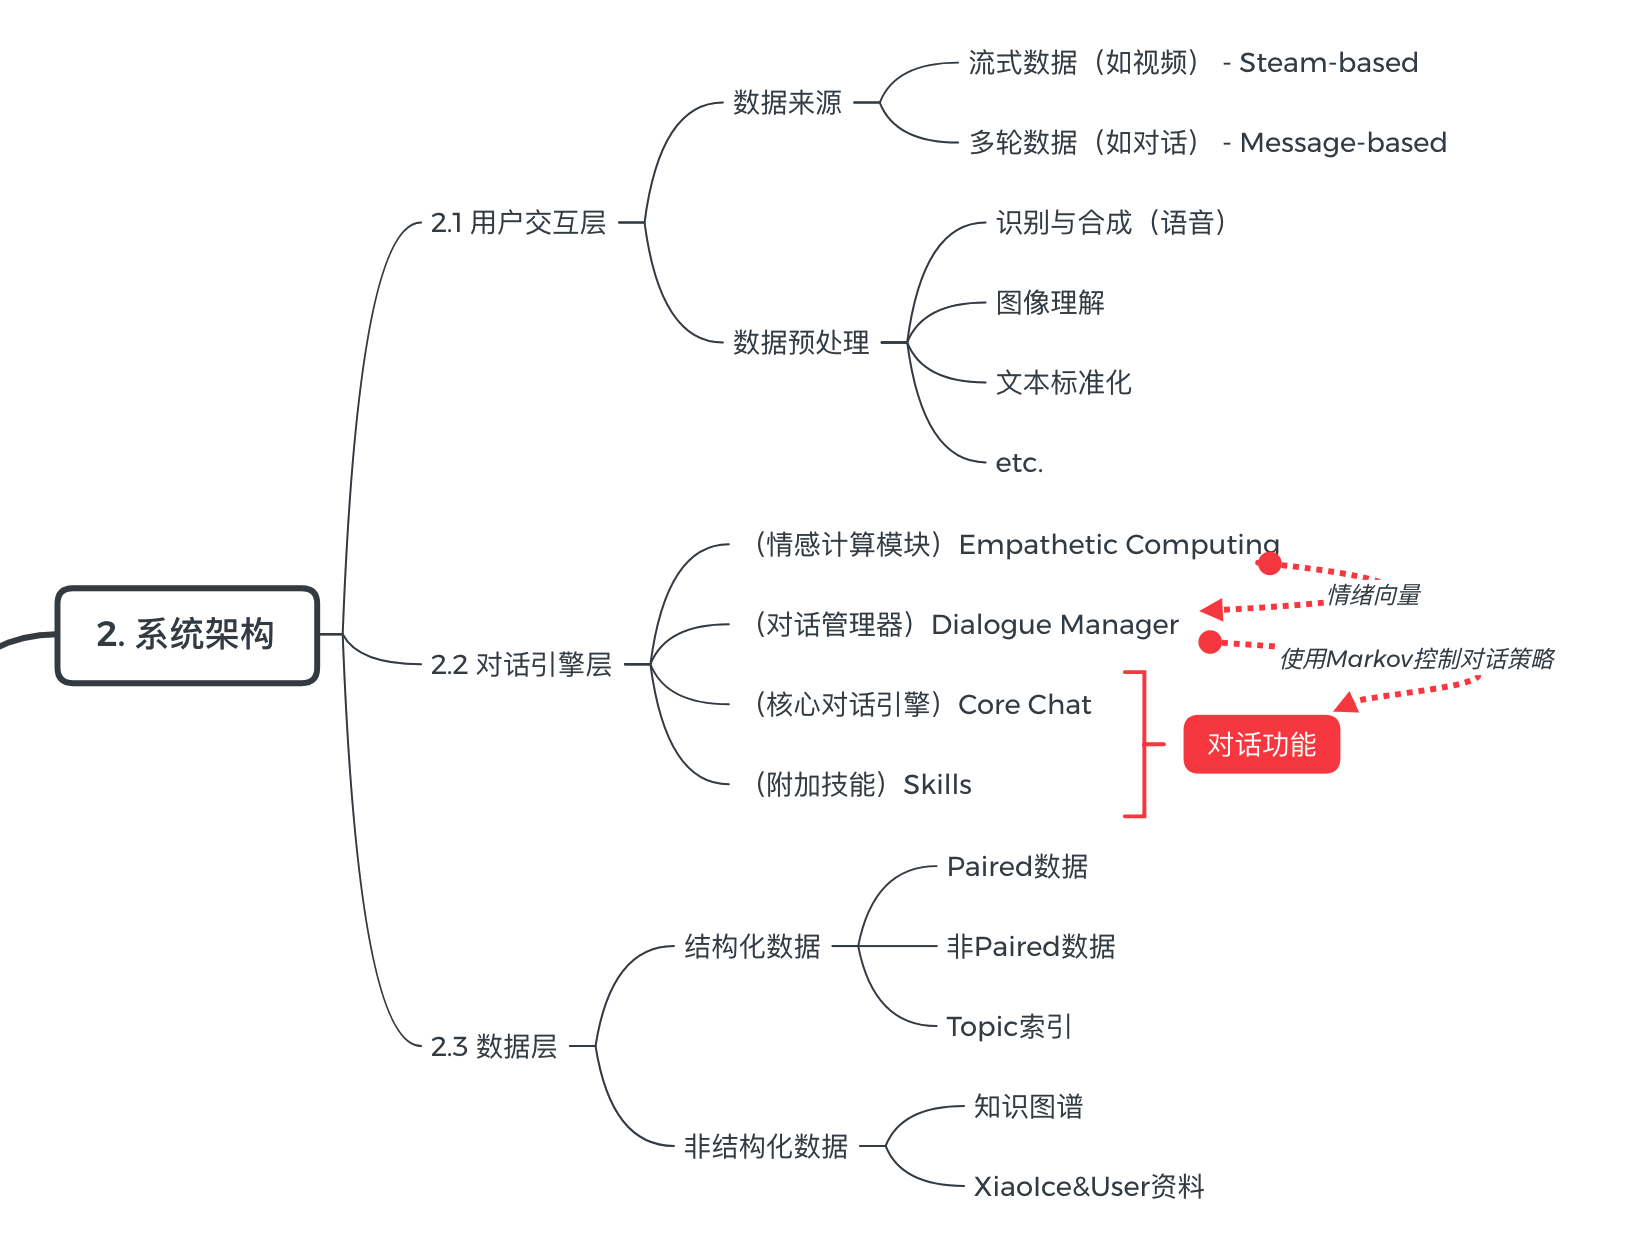 2. 系统架构
2.1 用户交互层
数据来源
流式数据（如视频） - Steam-based
多轮数据（如对话） - Message-based
数据预处理
识别与合成（语音）
图像理解
文本标准化
etc.
2.2 对话引擎层
（情感计算模块）Empathetic Computing
情绪向量
（对话管理器）Dialogue Manager
使用Markov控制对话策略
（核心对话引擎）Core Chat
（附加技能）Skills
对话功能
2.3 数据层
结构化数据
Paired数据
非Paired数据
Topic索引
非结构化数据
知识图谱
XiaoIce&User资料